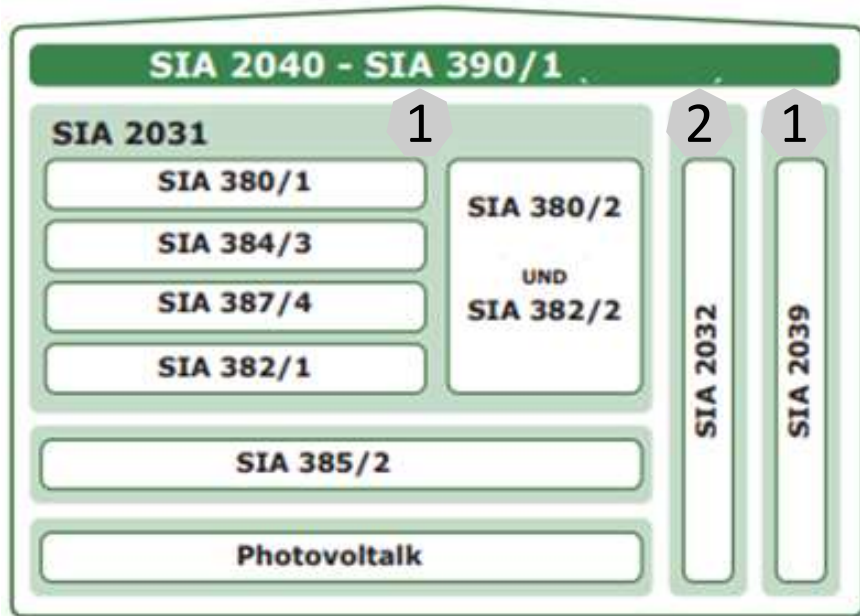 SIA 2040 - SIA 390/1
1
2
1
SIA 2031
SIA 380/1
SIA 384/3
SIA 387/4
SIA 382/1
SIA 380/2
UND
SIA 382/2
SIA 385/2
Photovoltalk
SIA 2032
SIA 2039